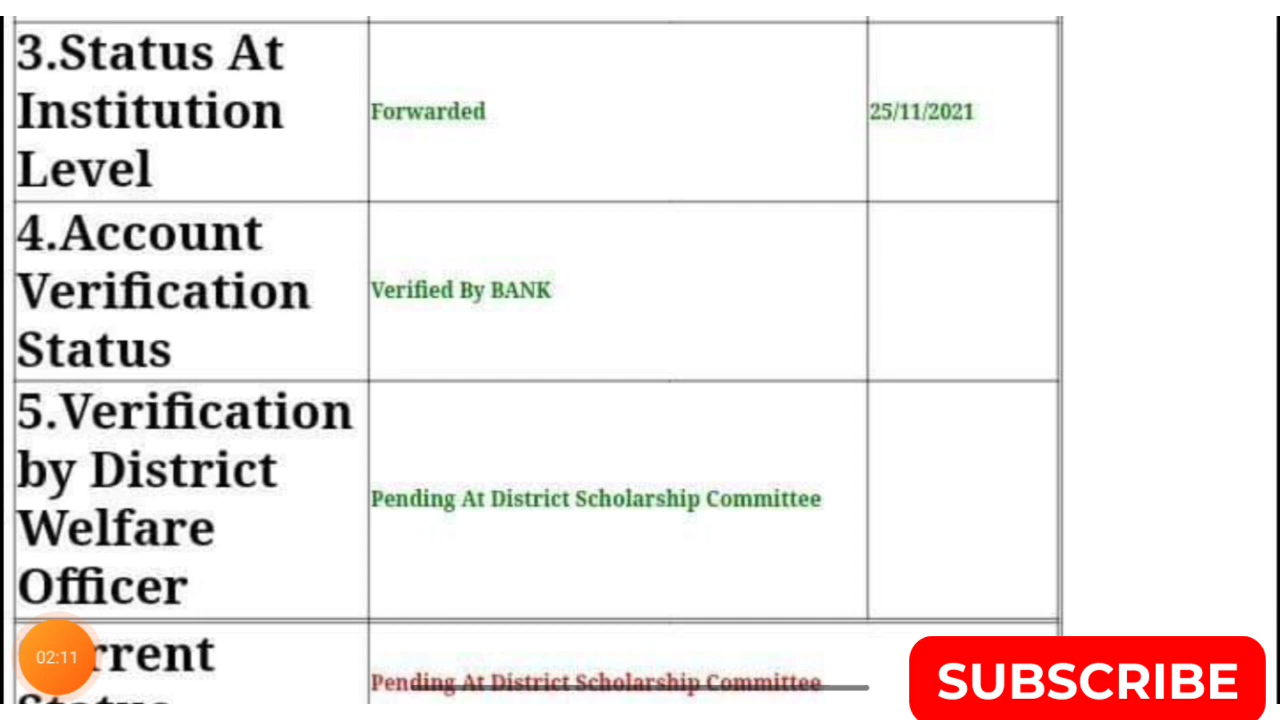 3.Status At
Institution
Level
Forwarded
25/11/2021
4.Account
Verification
Status
Verified By BANK
5.Verification
by District
Welfare
Officer
Pending At District Scholarship Committee
rrent
Status
Pending At District Scholarship Committee
02:11
SUBSCRIBE